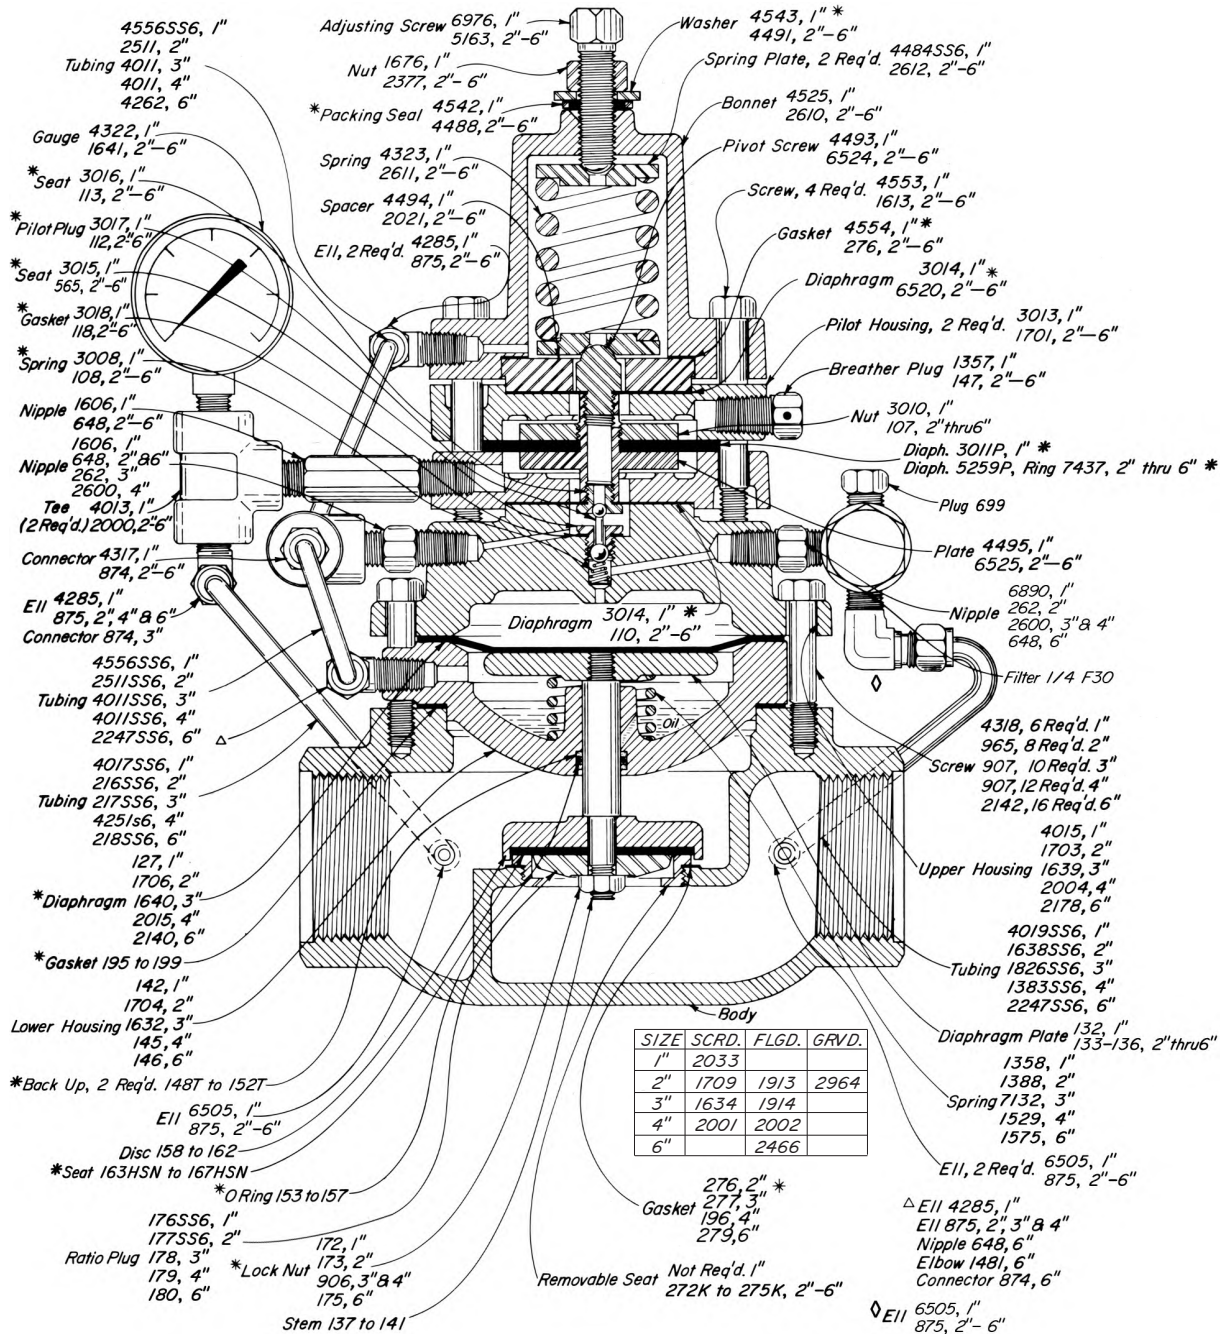 4556SS6, 1"
2511, 2"
Tubing 4011, 3"
4011, 4"
4262, 6"
Gauge 4322, 1"
1641, 2"-6"
*Seat 3016, 1"
113, 2"-6"
*Pilot Plug 3017, 1"
112, 2"-6"
*Seat 3015, 1"
565, 2"-6"
*Gasket 3018, 1"
118, 2"-6"
*Spring 3008, 1"
108, 2"-6"
Nipple 1606, 1"
648, 2"-6"
1606, 1"
Nipple 648, 2"&6"
262, 3"
2600, 4"
Tee 4013, 1"
(2 Req'd.) 2000, 2"-6"
Connector 4317, 1"
874, 2"-6"
Ell 4285, 1"
875, 2", 4" & 6"
Connector 874, 3"
4556SS6, 1"
2511SS6, 2"
Tubing 4011SS6, 3"
4011SS6, 4"
2247SS6, 6" △
4017SS6, 1"
216SS6, 2"
Tubing 217SS6, 3"
4251s6, 4"
218SS6, 6"
127, 1"
1706, 2"
*Diaphragm 1640, 3"
2015, 4"
2140, 6"
*Gasket 195 to 199
142, 1"
1704, 2"
Lower Housing 1632, 3"
145, 4"
146, 6"
*Back Up, 2 Req'd. 148T to 152T
Ell 6505, 1"
875, 2"-6"
Disc 158 to 162
*Seat 163HSN to 167HSN
*O Ring 153 to 157
176SS6, 1"
177SS6, 2"
Ratio Plug 178, 3"
179, 4"
180, 6"
172, 1"
173, 2"
*Lock Nut 906, 3" & 4"
175, 6"
Stem 137 to 141
Adjusting Screw 6976, 1"
5163, 2"-6"
Nut 1676, 1"
2377, 2"-6"
*Packing Seal 4542, 1"
4488, 2"-6"
Spring 4323, 1"
2611, 2"-6"
Spacer 4494, 1"
2021, 2"-6"
Ell, 2 Req'd. 4285, 1"
875, 2"-6"
Washer 4543, 1" *
4491, 2"-6"
Spring Plate, 2 Req'd. 4484SS6, 1"
2612, 2"-6"
Bonnet 4525, 1"
2610, 2"-6"
Pivot Screw 4493, 1"
6524, 2"-6"
Screw, 4 Req'd. 4553, 1"
1613, 2"-6"
Gasket 4554, 1" *
276, 2"-6"
Diaphragm 3014, 1" *
6520, 2"-6"
Pilot Housing, 2 Req'd. 3013, 1"
1701, 2"-6"
Breather Plug 1357, 1"
147, 2"-6"
Nut 3010, 1"
107, 2" thru 6"
Diaph. 3011P, 1" *
Diaph. 5259P, Ring 7437, 2" thru 6" *
Plug 699
Plate 4495, 1"
6525, 2"-6"
6890, 1"
262, 2"
Nipple 2600, 3" & 4"
648, 6"
Filter 1/4 F30
◊
Diaphragm 3014, 1" *
110, 2"-6"
Oil
4318, 6 Req'd. 1"
965, 8 Req'd. 2"
Screw 907, 10 Req'd. 3"
907, 12 Req'd. 4"
2142, 16 Req'd. 6"
4015, 1"
1703, 2"
Upper Housing 1639, 3"
2004, 4"
2178, 6"
4019SS6, 1"
1638SS6, 2"
Tubing 1826SS6, 3"
1383SS6, 4"
2247SS6, 6"
Diaphragm Plate 132, 1"
133-136, 2" thru 6"
1358, 1"
1388, 2"
Spring 7132, 3"
1529, 4"
1575, 6"
Ell, 2 Req'd. 6505, 1"
875, 2"-6"
Body
SIZE SCRD. FLGD. GRVD.
1" 2033
2" 1709 1913 2964
3" 1634 1914
4" 2001 2002
6" 2466
276, 2" *
Gasket 277, 3"
196, 4"
279, 6"
Removable Seat Not Req'd. 1"
272K to 275K, 2"-6"
△ Ell 4285, 1"
Ell 875, 2", 3" & 4"
Nipple 648, 6"
Elbow 1481, 6"
Connector 874, 6"
◊ Ell 6505, 1"
875, 2"-6"